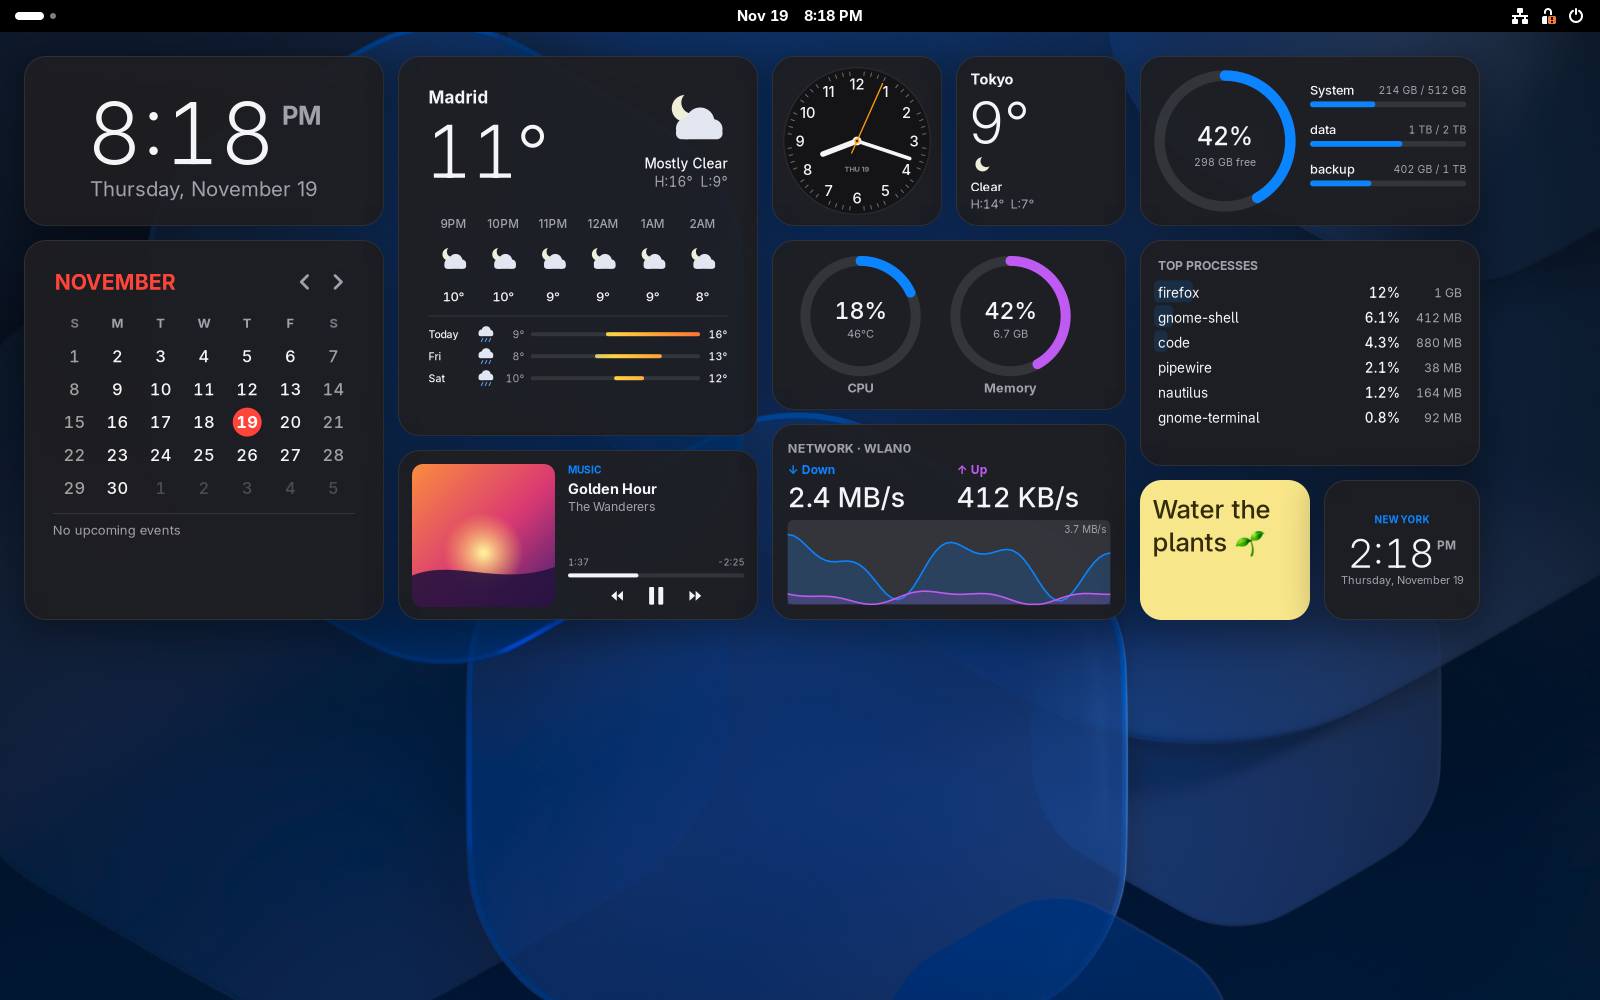 Nov 19 8:18 PM
8:18 PM
Thursday, November 19
NOVEMBER
S M T W T F S
1 2 3 4 5 6 7
8 9 10 11 12 13 14
15 16 17 18 19 20 21
22 23 24 25 26 27 28
29 30 1 2 3 4 5
No upcoming events
Madrid
11°
Mostly Clear
H:16° L:9°
9PM 10PM 11PM 12AM 1AM 2AM
10° 10° 9° 9° 9° 8°
Today 9° 16°
Fri 8° 13°
Sat 10° 12°
MUSIC
Golden Hour
The Wanderers
1:37 -2:25
12 1 2 3 4 5 6 7 8 9 10 11
THU 19
Tokyo
9°
Clear
H:14° L:7°
18%
46°C
CPU
42%
6.7 GB
Memory
NETWORK · WLAN0
↓ Down ↑ Up
2.4 MB/s 412 KB/s
3.7 MB/s
42%
298 GB free
System 214 GB / 512 GB
data 1 TB / 2 TB
backup 402 GB / 1 TB
TOP PROCESSES
firefox 12% 1 GB
gnome-shell 6.1% 412 MB
code 4.3% 880 MB
pipewire 2.1% 38 MB
nautilus 1.2% 164 MB
gnome-terminal 0.8% 92 MB
Water the
plants 🌱
NEW YORK
2:18 PM
Thursday, November 19